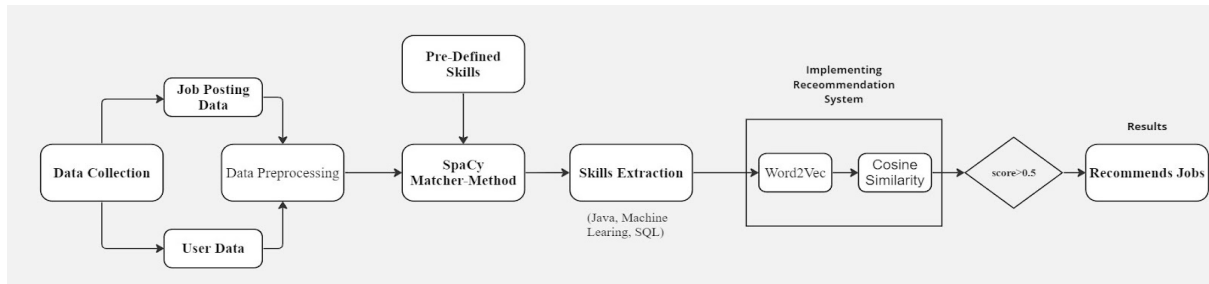 Data Collection
Job Posting
Data
User Data
Data Preprocessing
Pre-Defined
Skills
SpaCy
Matcher-Method
Skills Extraction
(Java, Machine
Learing, SQL)
Implementing
Receommendation
System
Word2Vec
Cosine
Similarity
score>0.5
Results
Recommends Jobs